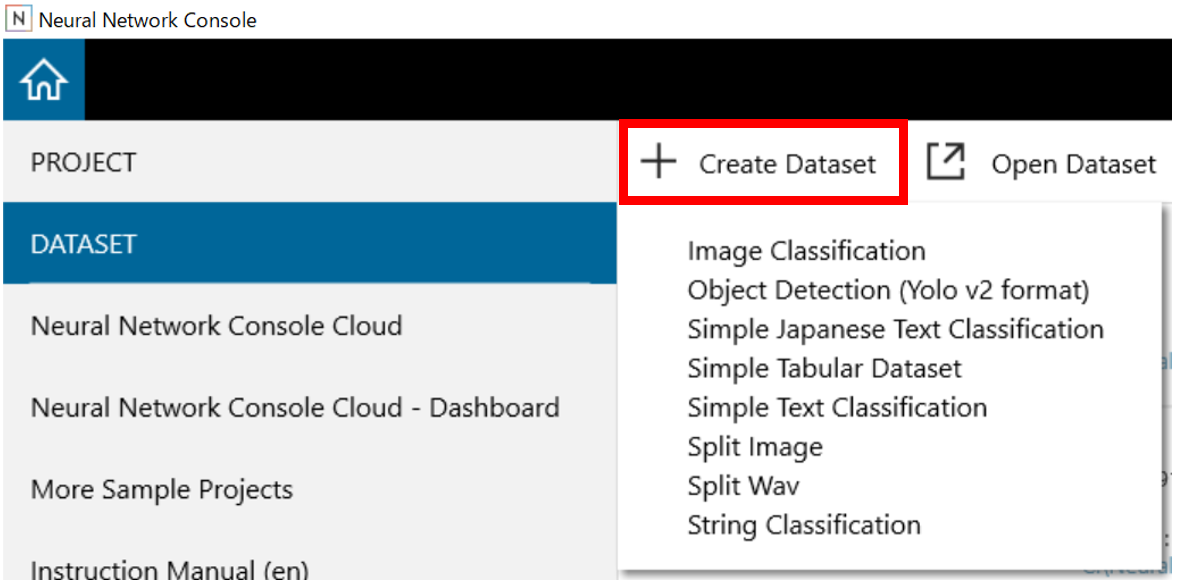 N Neural Network Console
PROJECT
Create Dataset
Open Dataset
DATASET
Neural Network Console Cloud
Neural Network Console Cloud - Dashboard
More Sample Projects
Instruction Manual (en)
Image Classification
Object Detection (Yolo v2 format)
Simple Japanese Text Classification
Simple Tabular Dataset
Simple Text Classification
Split Image
Split Wav
String Classification